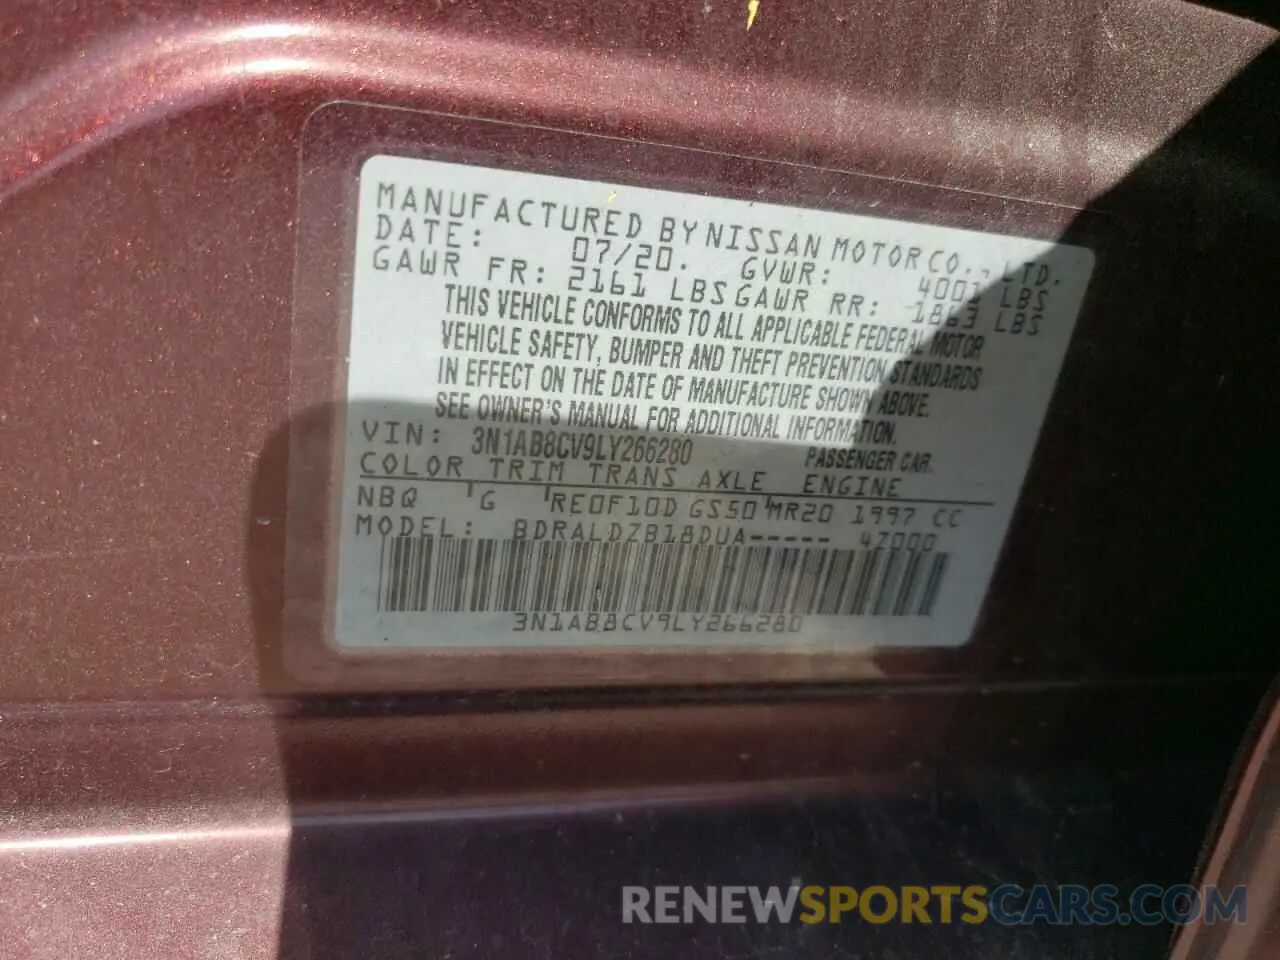 MANUFACTURED BY NISSAN MOTOR CO., LTD.
DATE: 07/20. GVWR: 4001 LBS
GAWR FR: 2161 LBS GAWR RR: 1863 LBS
THIS VEHICLE CONFORMS TO ALL APPLICABLE FEDERAL MOTOR
VEHICLE SAFETY, BUMPER AND THEFT PREVENTION STANDARDS
IN EFFECT ON THE DATE OF MANUFACTURE SHOWN ABOVE.
SEE OWNER'S MANUAL FOR ADDITIONAL INFORMATION.
VIN: 3N1AB8CV9LY266280 PASSENGER CAR
COLOR TRIM TRANS AXLE ENGINE
NBQ G RE0F10D GS50 MR20 1997 CC
MODEL: BDRALDZB18DUA----- 47000
3N1AB8CV9LY266280
RENEWSPORTSCARS.COM